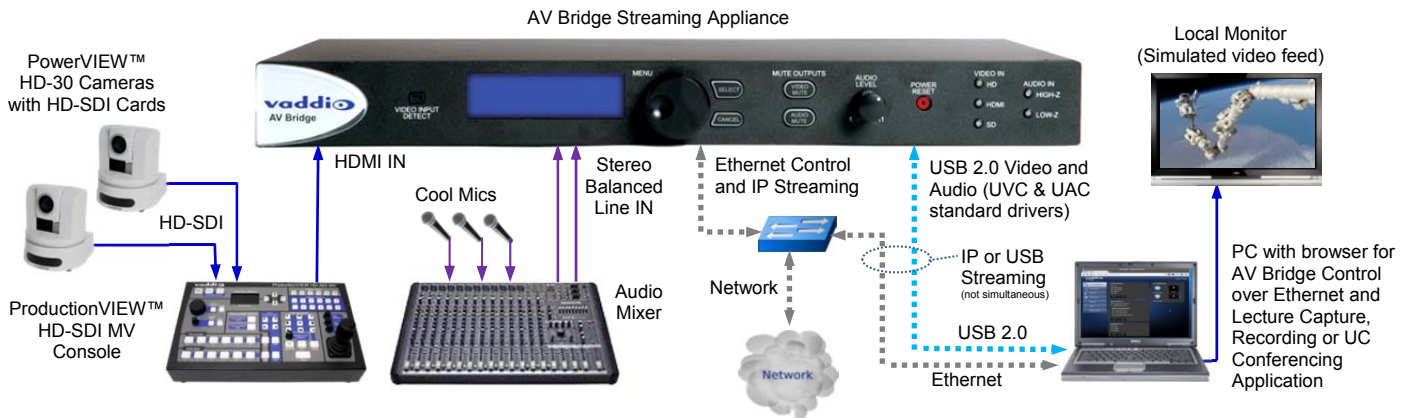 AV Bridge Streaming Appliance
PowerVIEW™
HD-30 Cameras
with HD-SDI Cards
vaddio
AV Bridge
VIDEO INPUT
DETECT
MENU
SELECT
CANCEL
MUTE OUTPUTS
VIDEO
MUTE
AUDIO
MUTE
AUDIO
LEVEL
POWER
RESET
VIDEO IN
HD
HDMI
SD
AUDIO IN
HIGH-Z
LOW-Z
Local Monitor
(Simulated video feed)
HDMI IN
HD-SDI
Cool Mics
Stereo
Balanced
Line IN
Ethernet Control
and IP Streaming
USB 2.0 Video and
Audio (UVC & UAC
standard drivers)
IP or USB
Streaming
(not simultaneous)
Network
Network
USB 2.0
Ethernet
ProductionVIEW™
HD-SDI MV
Console
vaddio
Audio
Mixer
PC with browser for
AV Bridge Control
over Ethernet and
Lecture Capture,
Recording or UC
Conferencing
Application